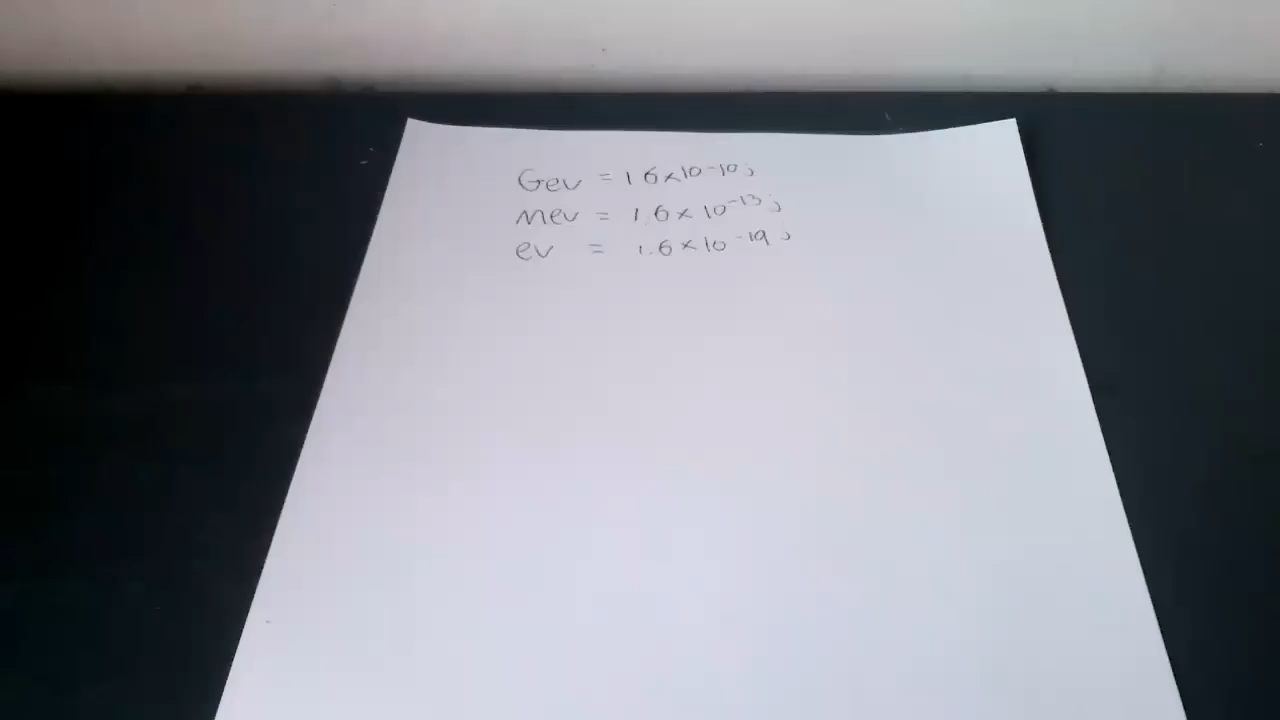 Gev = 1.6×10-10;
Mev = 1.6 × 10-13;
ev = 1.6 × 10-19;